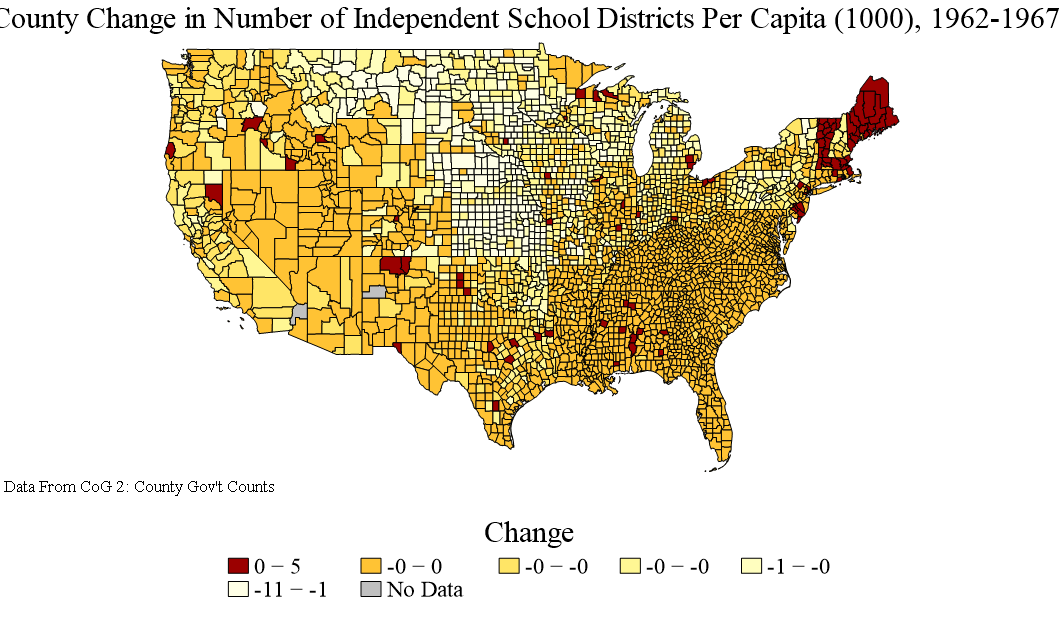 County Change in Number of Independent School Districts Per Capita (1000), 1962-1967
Data From CoG 2: County Gov't Counts
Change
0 − 5 -0 − 0 -0 − -0 -0 − -0 -1 − -0
-11 − -1 No Data